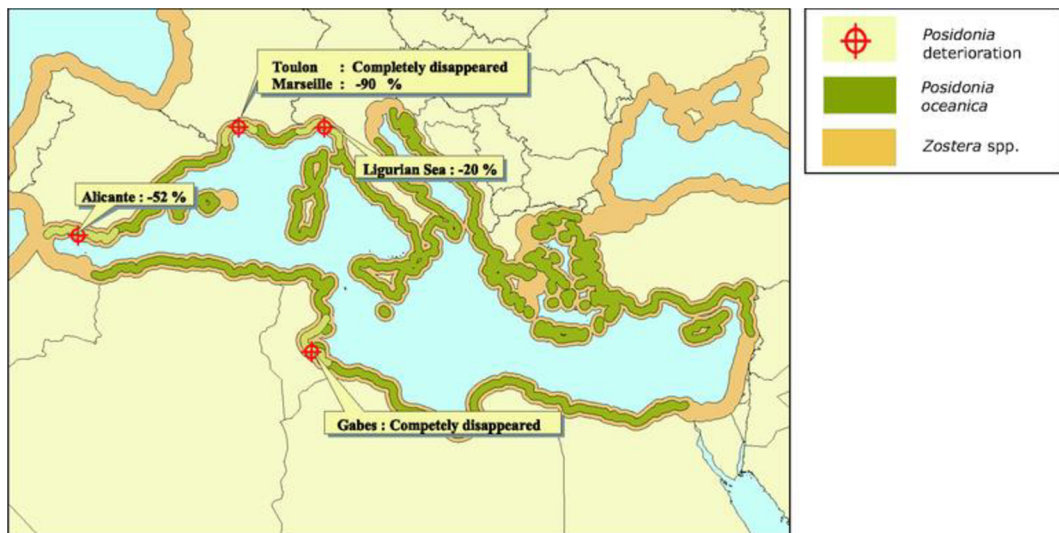 Toulon : Completely disappeared
Marseille : -90 %
Ligurian Sea : -20 %
Alicante : -52 %
Gabes : Competely disappeared
Posidonia
deterioration
Posidonia
oceanica
Zostera spp.